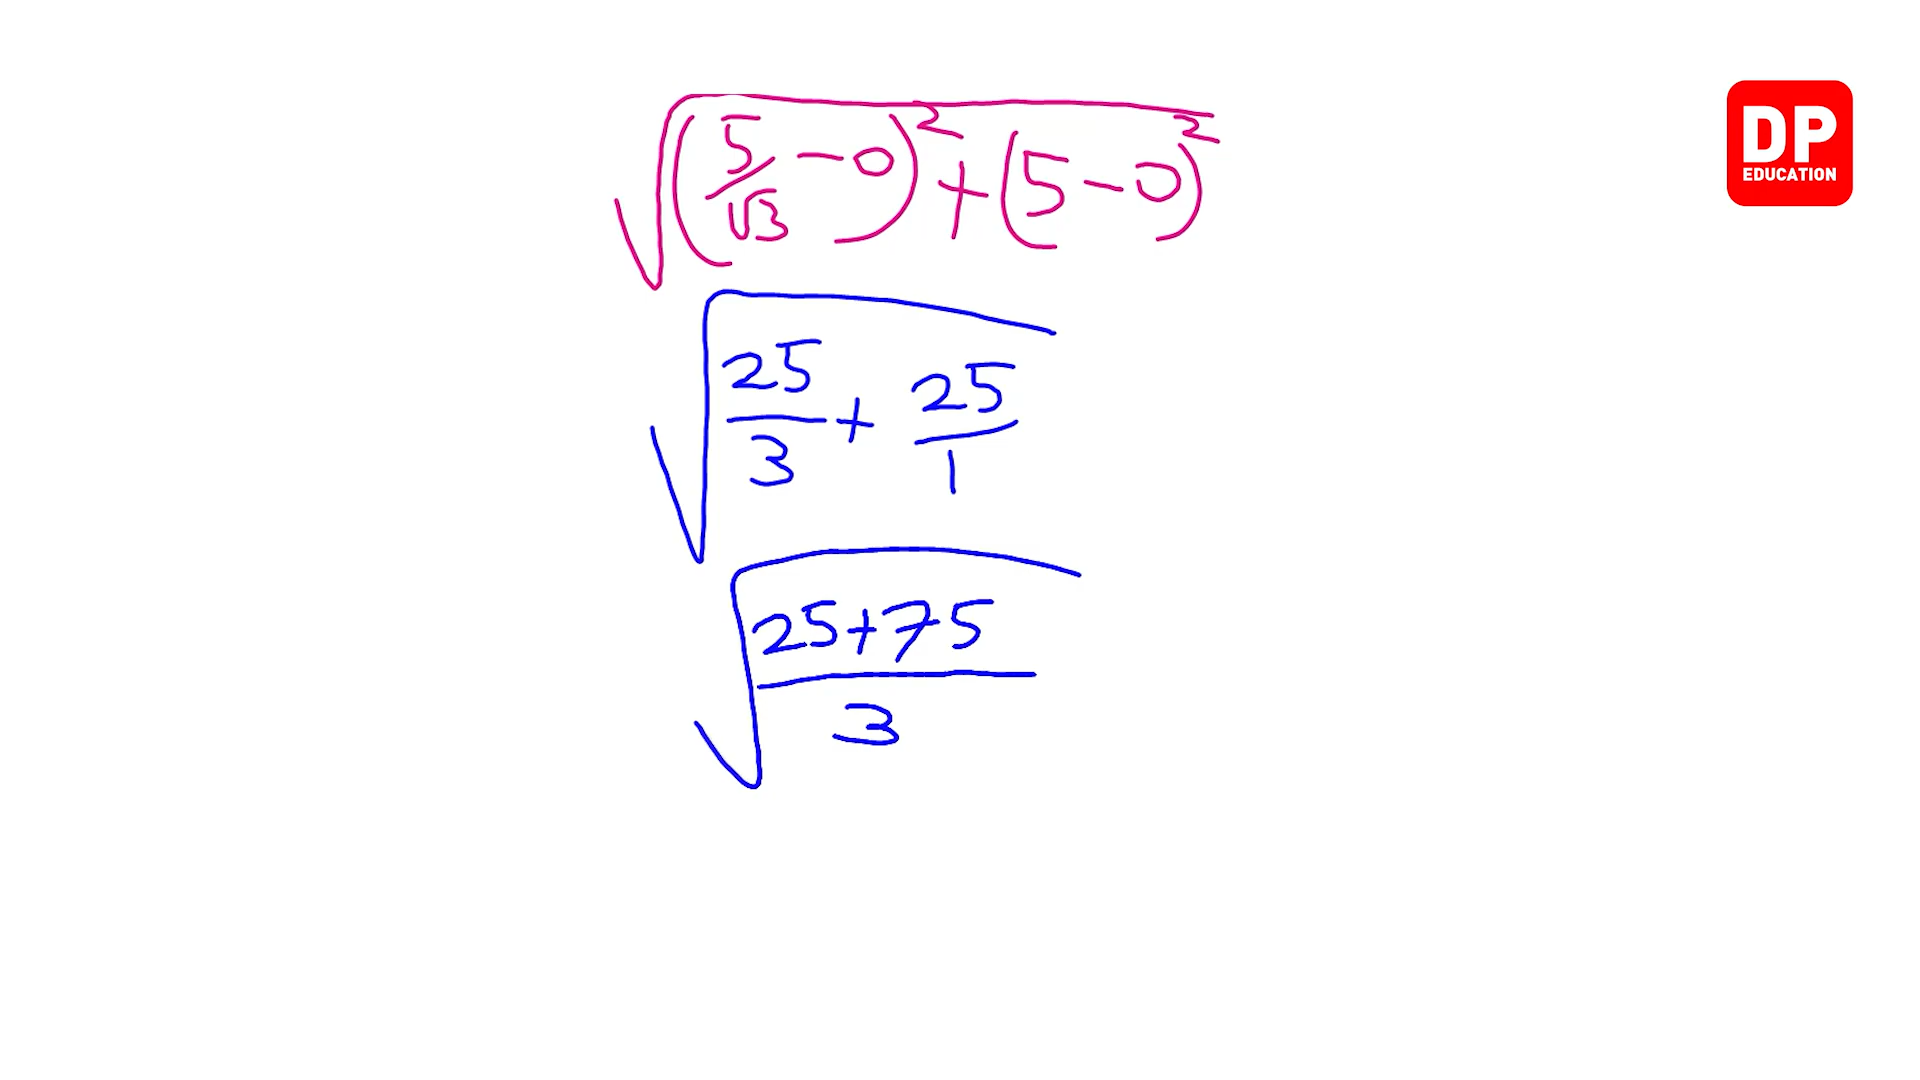 √((5/√3 − 0)² + (5 − 0)²)
√(25/3 + 25/1)
√((25+75)/3)
DP
EDUCATION